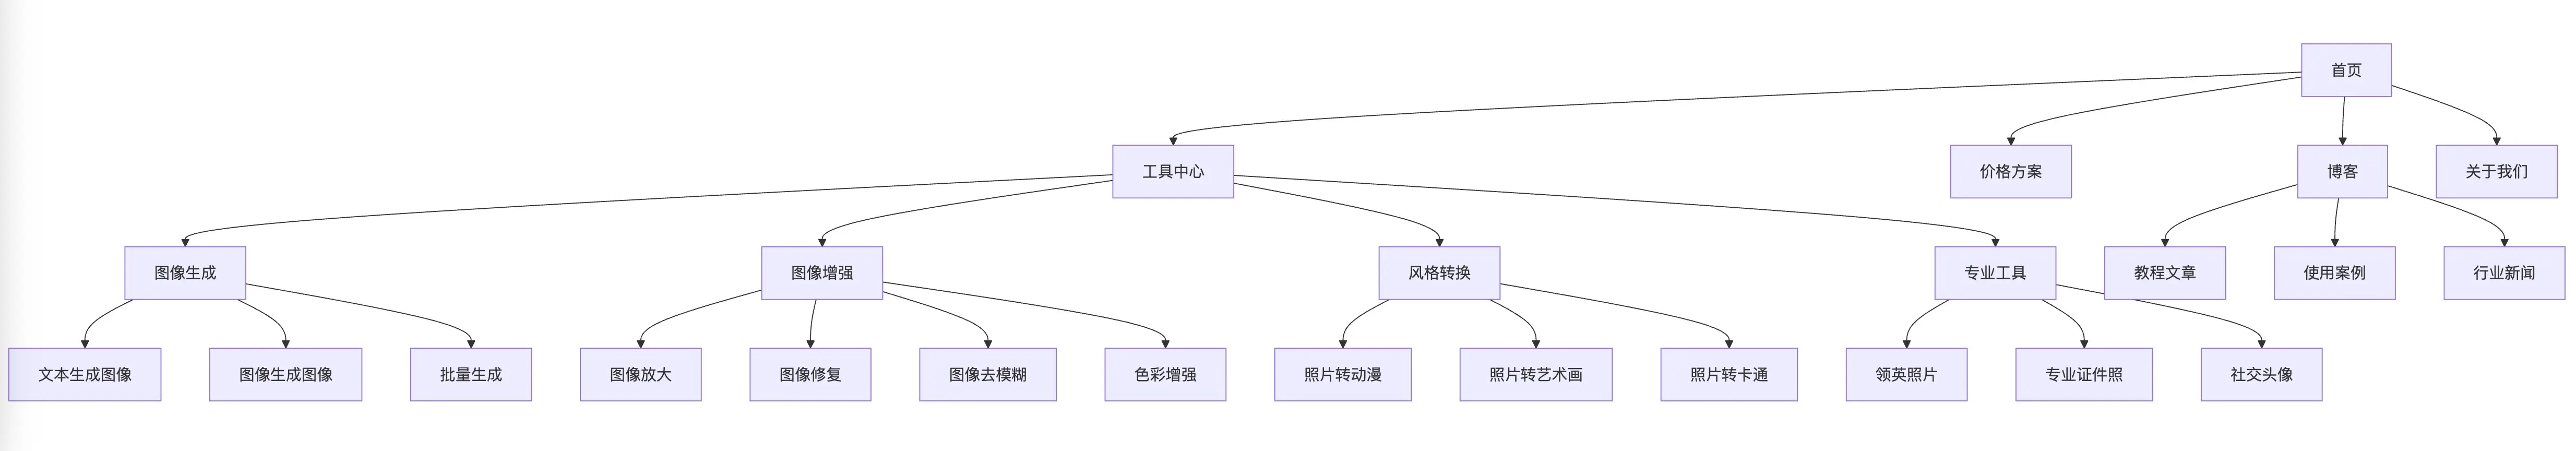 首页
工具中心
价格方案
博客
关于我们
图像生成
图像增强
风格转换
专业工具
教程文章
使用案例
行业新闻
文本生成图像
图像生成图像
批量生成
图像放大
图像修复
图像去模糊
色彩增强
照片转动漫
照片转艺术画
照片转卡通
领英照片
专业证件照
社交头像